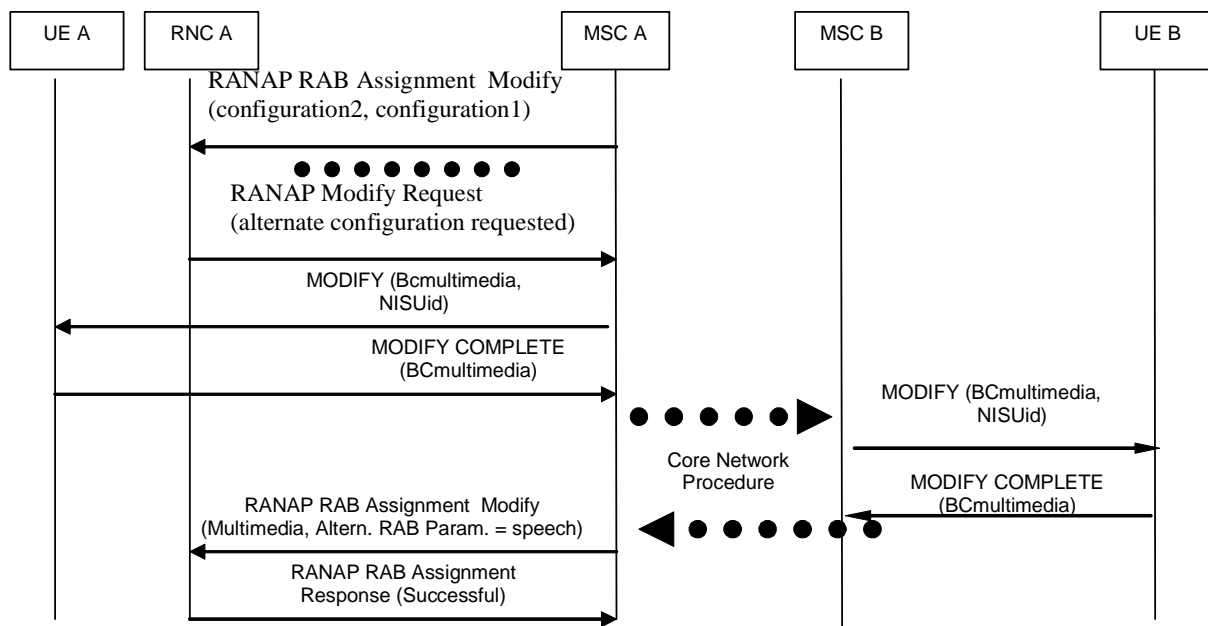 UE A
RNC A
MSC A
MSC B
UE B
RANAP RAB Assignment  Modify
(configuration2, configuration1)
RANAP Modify Request
(alternate configuration requested)
MODIFY (Bcmultimedia,
NISUid)
MODIFY COMPLETE
(BCmultimedia)
MODIFY (BCmultimedia,
NISUid)
Core Network
Procedure
MODIFY COMPLETE
(BCmultimedia)
RANAP RAB Assignment  Modify
(Multimedia, Altern. RAB Param. = speech)
RANAP RAB Assignment
Response (Successful)